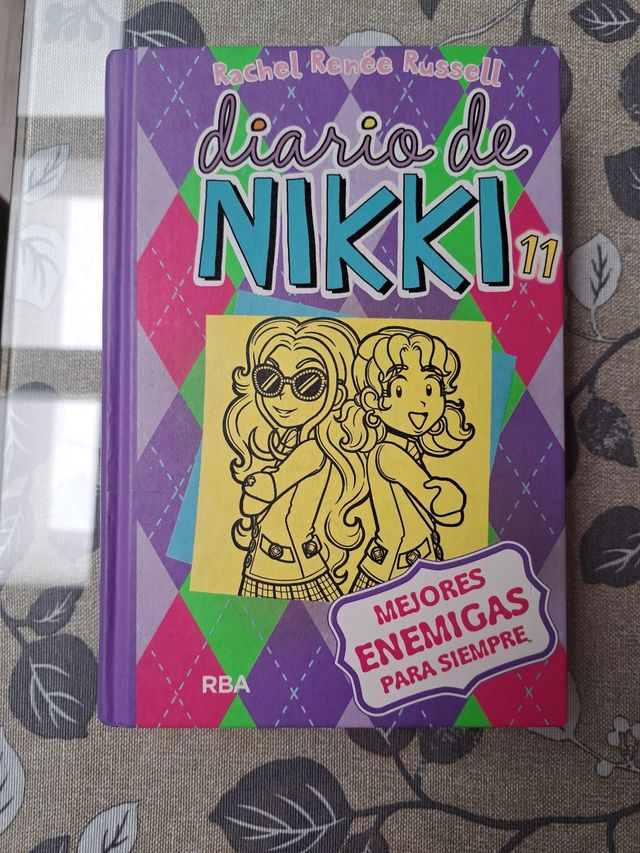 Rachel Renée Russell
diario de
NIKKI 11
MEJORES
ENEMIGAS
PARA SIEMPRE
RBA